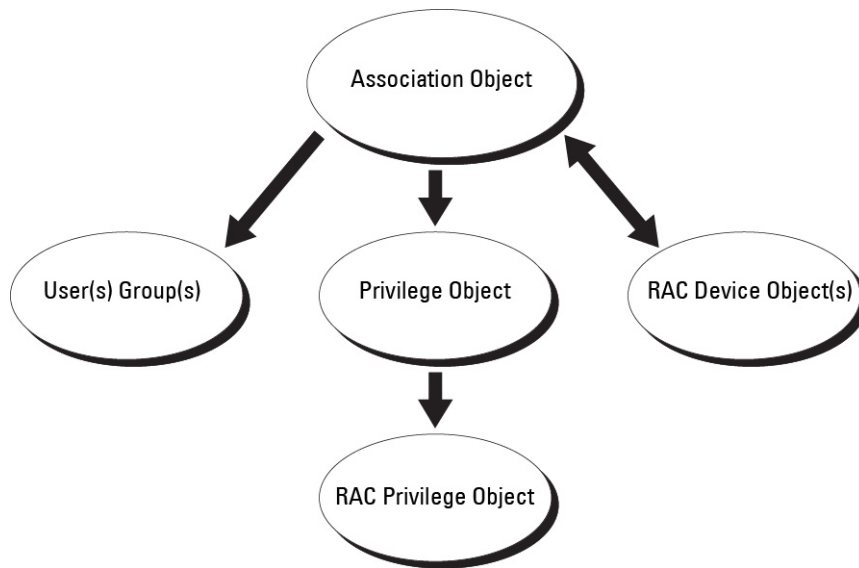 Association Object
User(s) Group(s)
Privilege Object
RAC Device Object(s)
RAC Privilege Object